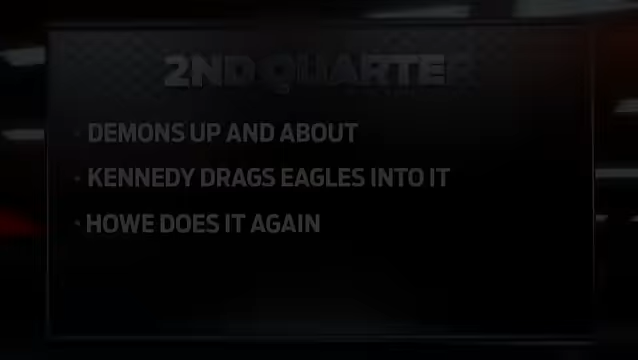 2ND QUARTER
· DEMONS UP AND ABOUT
· KENNEDY DRAGS EAGLES INTO IT
· HOWE DOES IT AGAIN